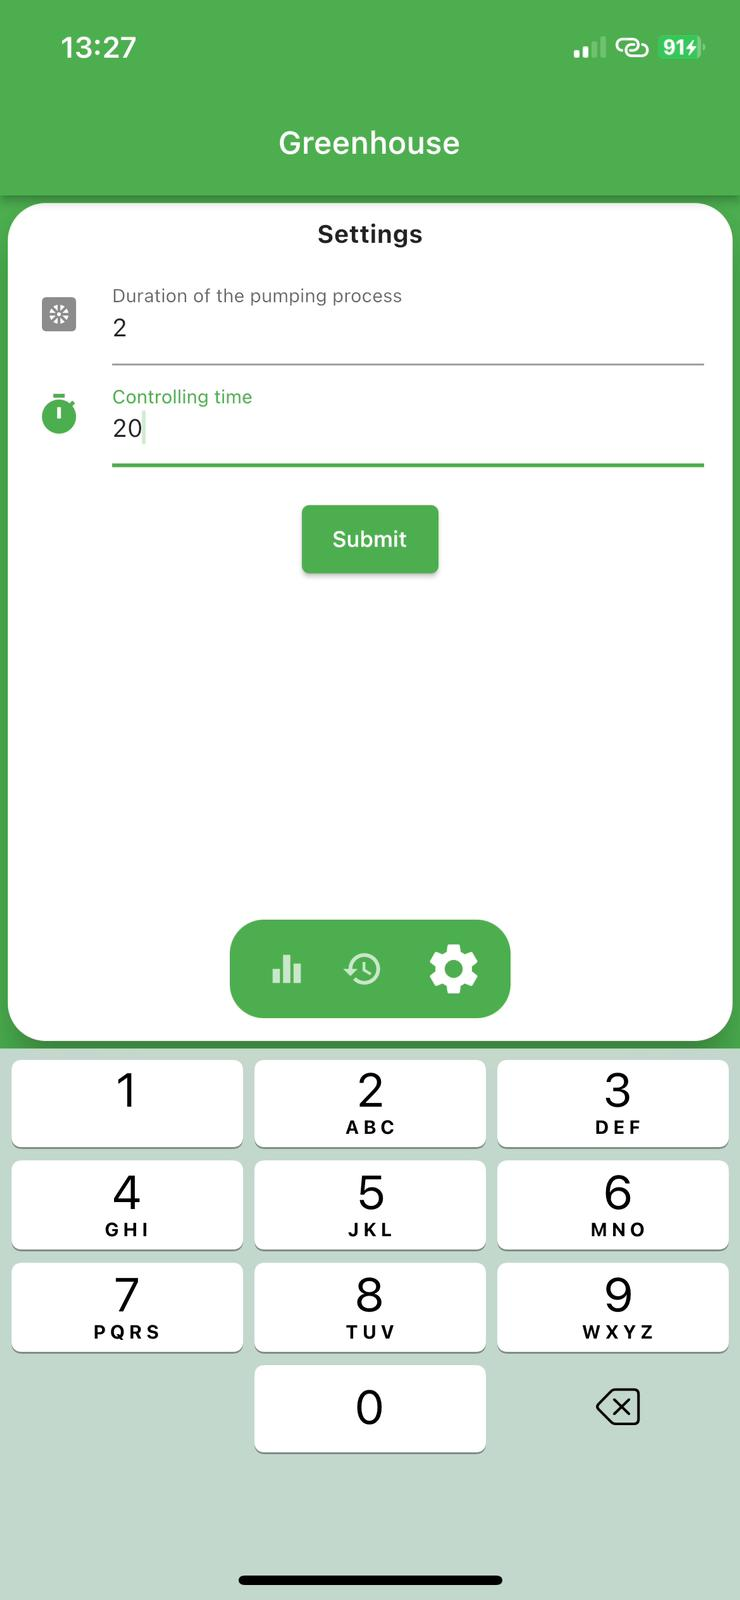 13:27
91
Greenhouse
Settings
Duration of the pumping process
2
Controlling time
20
Submit
1
2
ABC
3
DEF
4
GHI
5
JKL
6
MNO
7
PQRS
8
TUV
9
WXYZ
0